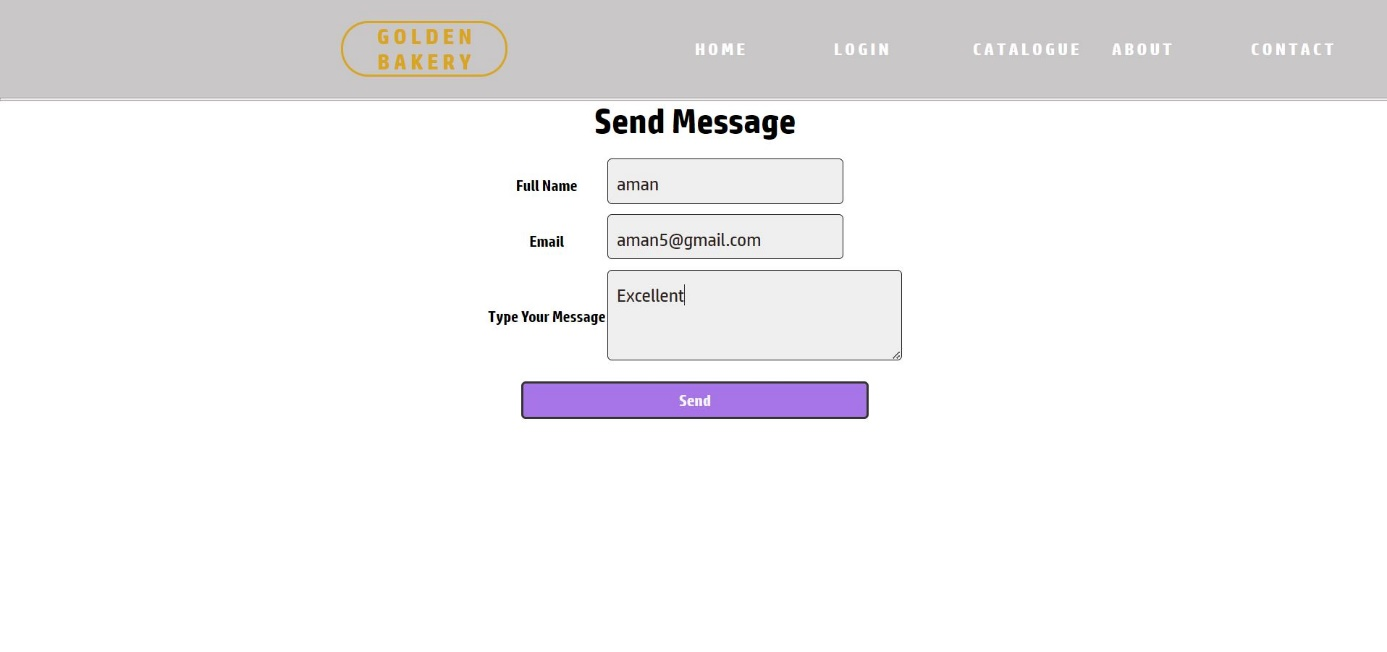 GOLDEN
BAKERY
HOME LOGIN CATALOGUE ABOUT CONTACT
Send Message
Full Name aman
Email aman5@gmail.com
Type Your Message Excellent
Send